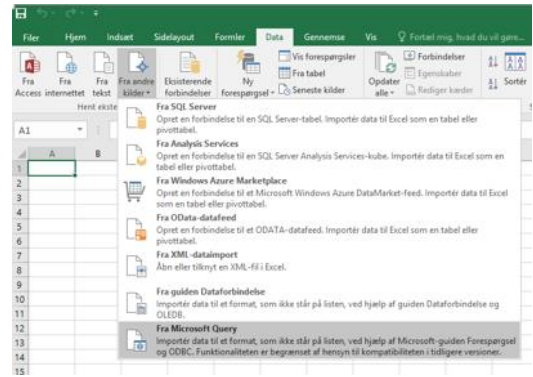 Filer Hjem Indsæt Sidelayout Formler Data Gennemse Vis Fortæl mig, hvad du vil gøre...
Fra Access
Fra internettet
Fra tekst
Fra andre kilder
Eksisterende forbindelser
Ny forespørgsel
Vis forespørgsler
Fra tabel
Seneste kilder
Opdater alle
Forbindelser
Egenskaber
Rediger kæder
Sortér
Hent ekste
A1
A B
1
2
3
4
5
6
7
8
9
10
11
12
13
14
15
Fra SQL Server
Opret en forbindelse til en SQL Server-tabel. Importér data til Excel som en tabel eller
pivottabel.
Fra Analysis Services
Opret en forbindelse til en SQL Server Analysis Services-kube. Importér data til Excel som en
tabel eller pivottabel.
Fra Windows Azure Marketplace
Opret en forbindelse til et Microsoft Windows Azure DataMarket-feed. Importér data til Excel
som en tabel eller pivottabel.
Fra OData-datafeed
Opret en forbindelse til et ODATA-datafeed. Importér data til Excel som en tabel eller
pivottabel.
Fra XML-dataimport
Åbn eller tilknyt en XML-fil i Excel.
Fra guiden Dataforbindelse
Importér data til et format, som ikke står på listen, ved hjælp af guiden Dataforbindelse og
OLEDB.
Fra Microsoft Query
Importér data til et format, som ikke står på listen, ved hjælp af Microsoft-guiden Forespørgsel
og ODBC. Funktionaliteten er begrænset af hensyn til kompatibiliteten i tidligere versioner.